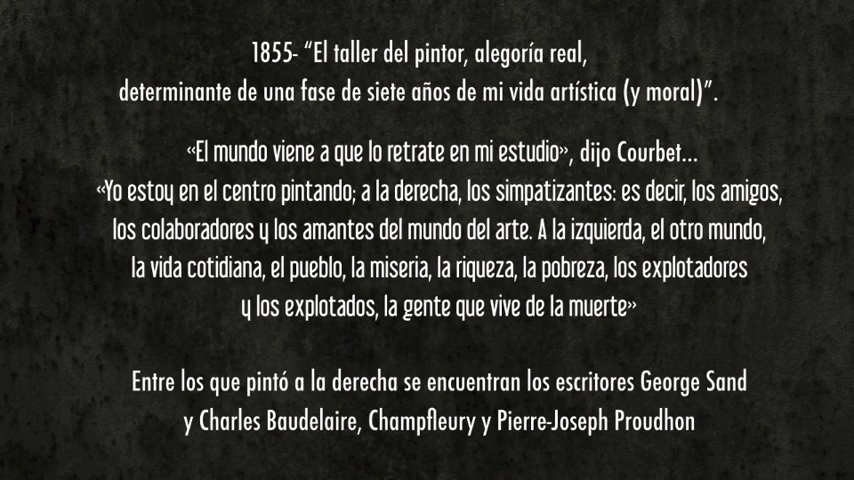 1855- “El taller del pintor, alegoría real,
determinante de una fase de siete años de mi vida artística (y moral)”.
«El mundo viene a que lo retrate en mi estudio», dijo Courbet...
«Yo estoy en el centro pintando; a la derecha, los simpatizantes: es decir, los amigos,
los colaboradores y los amantes del mundo del arte. A la izquierda, el otro mundo,
la vida cotidiana, el pueblo, la miseria, la riqueza, la pobreza, los explotadores
y los explotados, la gente que vive de la muerte»
Entre los que pintó a la derecha se encuentran los escritores George Sand
y Charles Baudelaire, Champfleury y Pierre-Joseph Proudhon